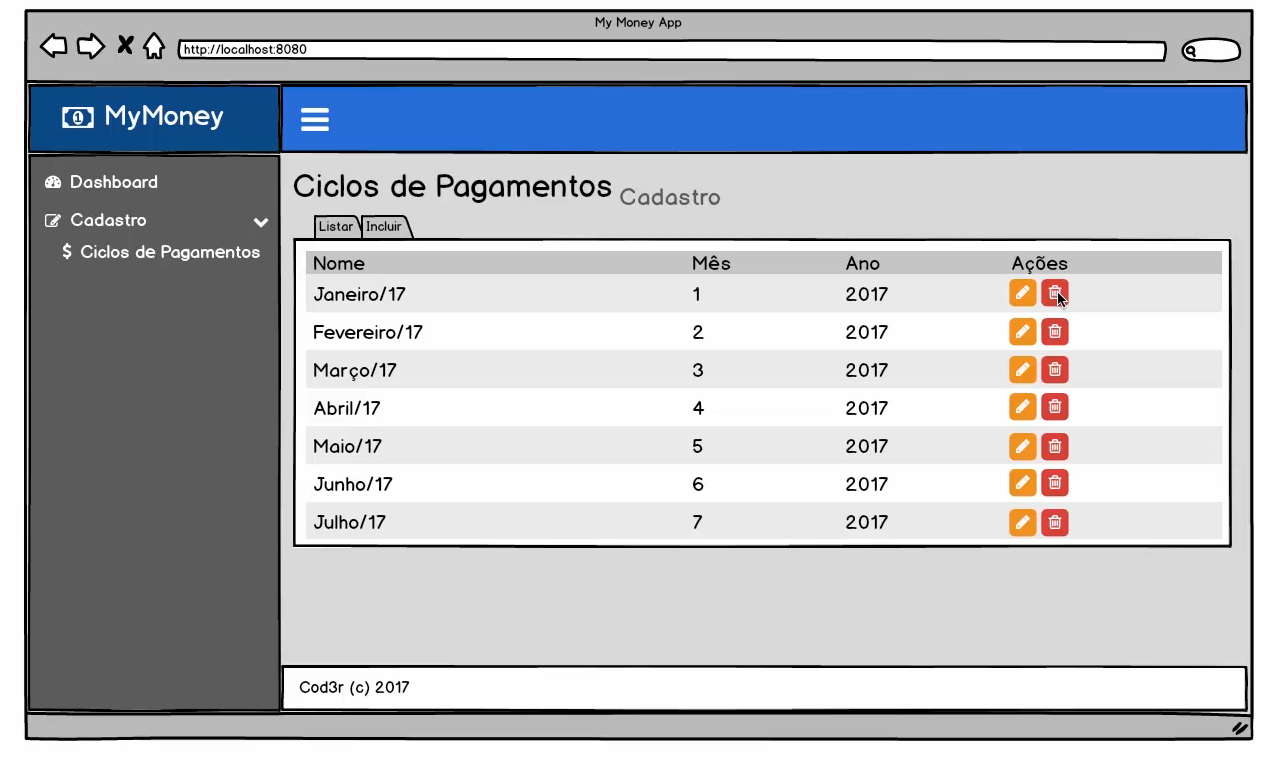 My Money App
http://localhost:8080
MyMoney
Dashboard
Cadastro
$ Ciclos de Pagamentos
Ciclos de Pagamentos Cadastro
Listar Incluir
Nome Mês Ano Ações
Janeiro/17 1 2017
Fevereiro/17 2 2017
Março/17 3 2017
Abril/17 4 2017
Maio/17 5 2017
Junho/17 6 2017
Julho/17 7 2017
Cod3r (c) 2017